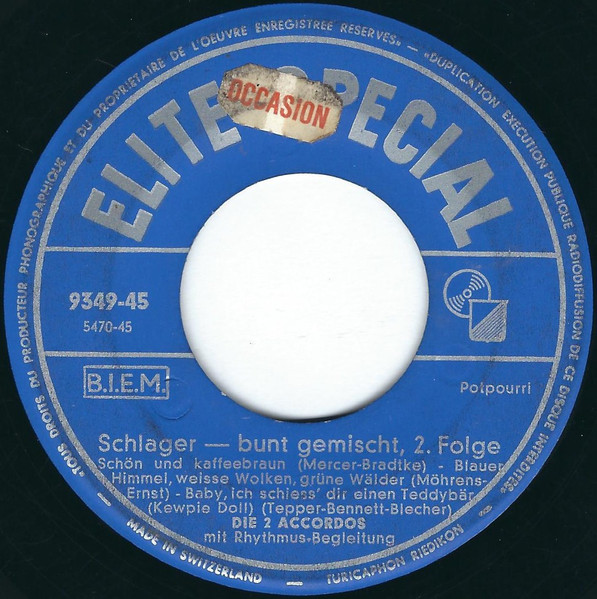 «TOUS DROITS DU PRODUCTEUR PHONOGRAPHIQUE ET DU PROPRIETAIRE DE L'OEUVRE ENREGISTREE RESERVES» — «DUPLICATION EXECUTION PUBLIQUE RADIODIFFUSION DE CE DISQUE INTERDITES»
ELITE SPECIAL
OCCASION
9349-45
5470-45
B.I.E.M.
Potpourri
Schlager — bunt gemischt, 2. Folge
Schön und kaffeebraun (Mercer-Bradtke) - Blauer
Himmel, weisse Wolken, grüne Wälder (Möhrens-
Ernst) - Baby, ich schiess' dir einen Teddybär
(Kewpie Doll) (Tepper-Bennett-Blecher)
DIE 2 ACCORDOS
mit Rhythmus-Begleitung
— MADE IN SWITZERLAND — TURICAPHON RIEDIKON —